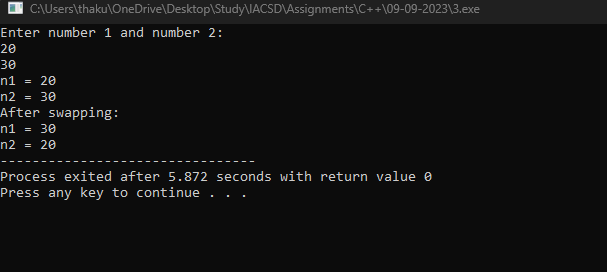 C:\Users\thaku\OneDrive\Desktop\Study\IACSD\Assignments\C++\09-09-2023\3.exe
Enter number 1 and number 2:
20
30
n1 = 20
n2 = 30
After swapping:
n1 = 30
n2 = 20
--------------------------------
Process exited after 5.872 seconds with return value 0
Press any key to continue . . .